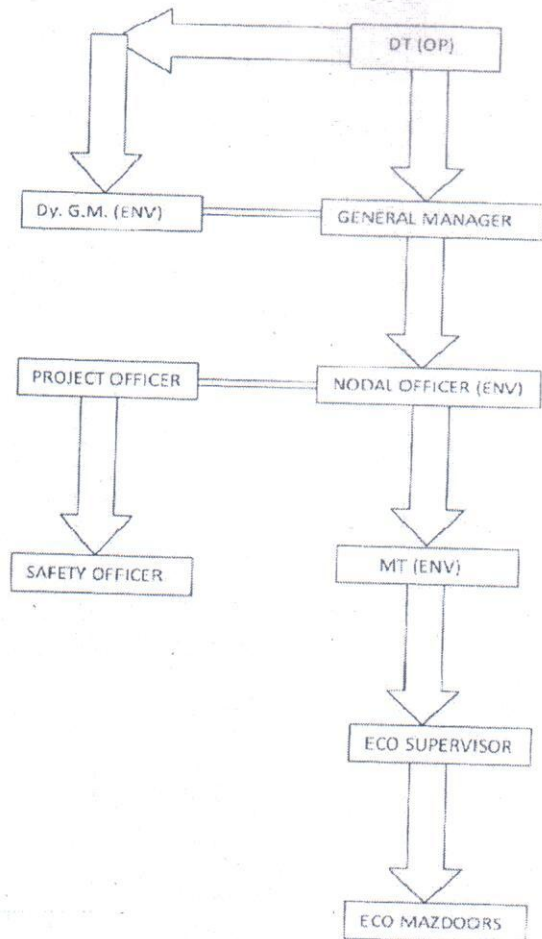 DT (OP)
Dy. G.M. (ENV)
GENERAL MANAGER
PROJECT OFFICER
NODAL OFFICER (ENV)
SAFETY OFFICER
MT (ENV)
ECO SUPERVISOR
ECO MAZDOORS